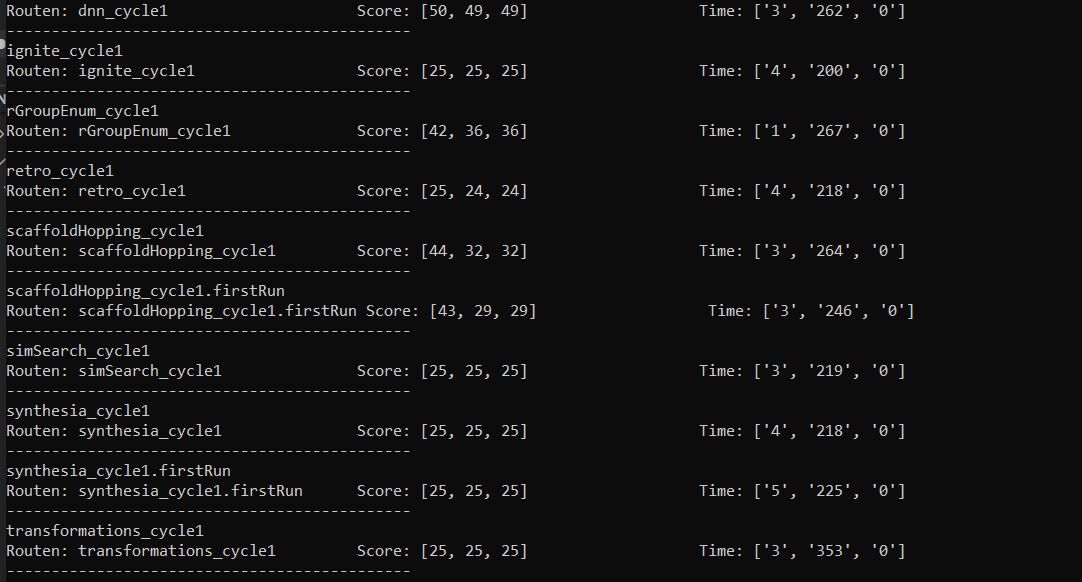 Routen: dnn_cycle1 Score: [50, 49, 49] Time: ['3', '262', '0']
---------------------------------------------
ignite_cycle1
Routen: ignite_cycle1 Score: [25, 25, 25] Time: ['4', '200', '0']
---------------------------------------------
rGroupEnum_cycle1
Routen: rGroupEnum_cycle1 Score: [42, 36, 36] Time: ['1', '267', '0']
---------------------------------------------
retro_cycle1
Routen: retro_cycle1 Score: [25, 24, 24] Time: ['4', '218', '0']
---------------------------------------------
scaffoldHopping_cycle1
Routen: scaffoldHopping_cycle1 Score: [44, 32, 32] Time: ['3', '264', '0']
---------------------------------------------
scaffoldHopping_cycle1.firstRun
Routen: scaffoldHopping_cycle1.firstRun Score: [43, 29, 29] Time: ['3', '246', '0']
---------------------------------------------
simSearch_cycle1
Routen: simSearch_cycle1 Score: [25, 25, 25] Time: ['3', '219', '0']
---------------------------------------------
synthesia_cycle1
Routen: synthesia_cycle1 Score: [25, 25, 25] Time: ['4', '218', '0']
---------------------------------------------
synthesia_cycle1.firstRun
Routen: synthesia_cycle1.firstRun Score: [25, 25, 25] Time: ['5', '225', '0']
---------------------------------------------
transformations_cycle1
Routen: transformations_cycle1 Score: [25, 25, 25] Time: ['3', '353', '0']
---------------------------------------------